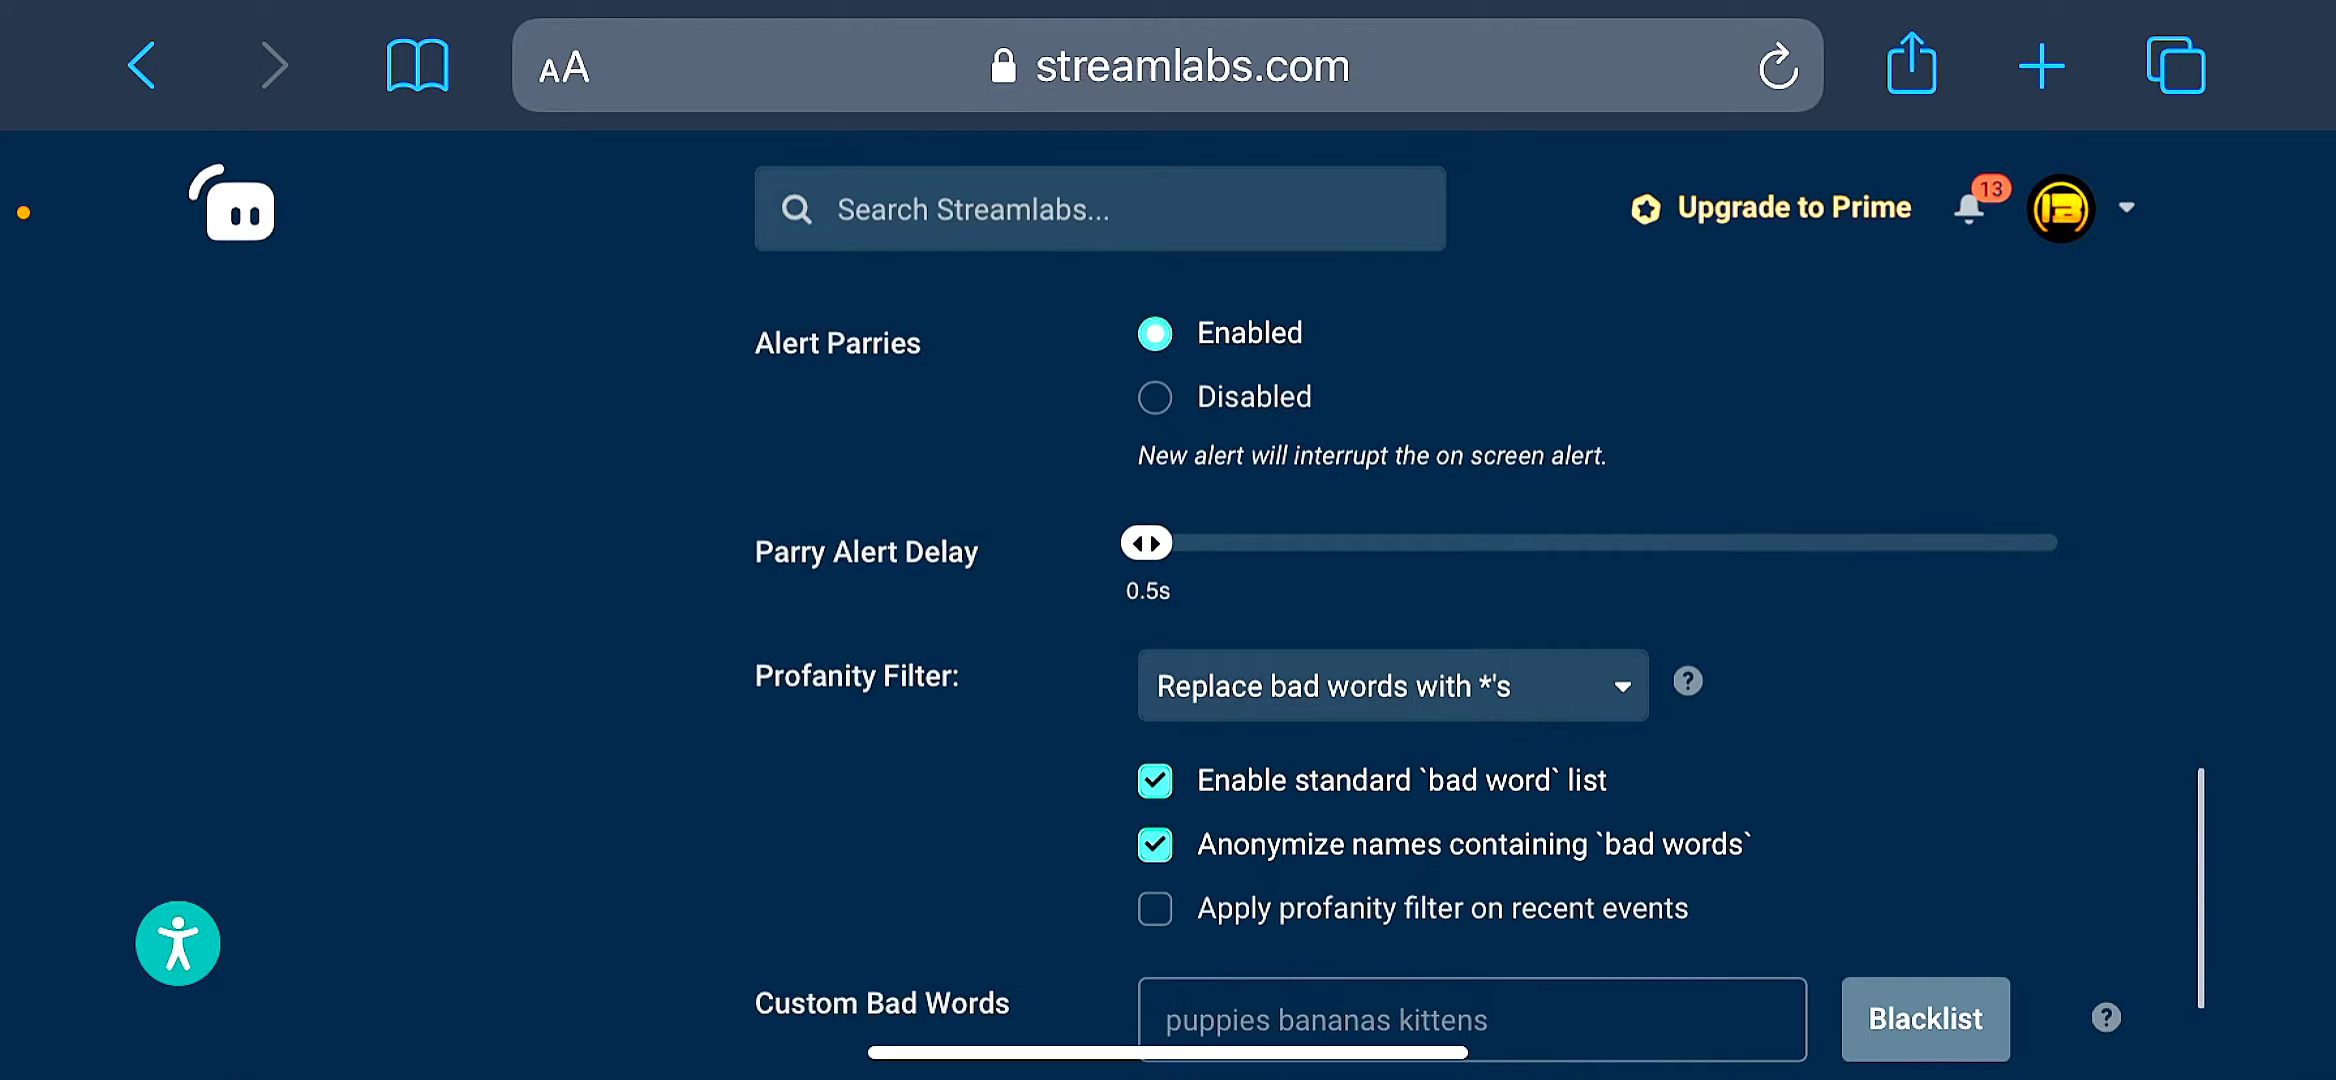 AA
streamlabs.com
Search Streamlabs...
Upgrade to Prime
13
Alert Parries
Enabled
Disabled
New alert will interrupt the on screen alert.
Parry Alert Delay
0.5s
Profanity Filter:
Replace bad words with *'s
?
Enable standard `bad word` list
Anonymize names containing `bad words`
Apply profanity filter on recent events
Custom Bad Words
puppies bananas kittens
Blacklist
?